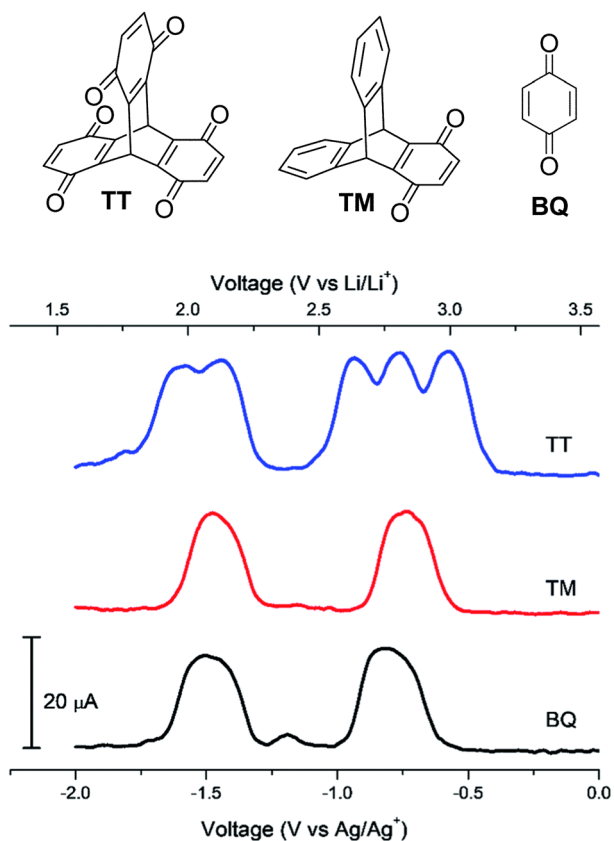 O O
O
O
O
O
TT
O
O
TM
O
O
BQ
Voltage (V vs Li/Li⁺)
1.5 2.0 2.5 3.0 3.5
TT
TM
20 μA
BQ
-2.0 -1.5 -1.0 -0.5 0.0
Voltage (V vs Ag/Ag⁺)